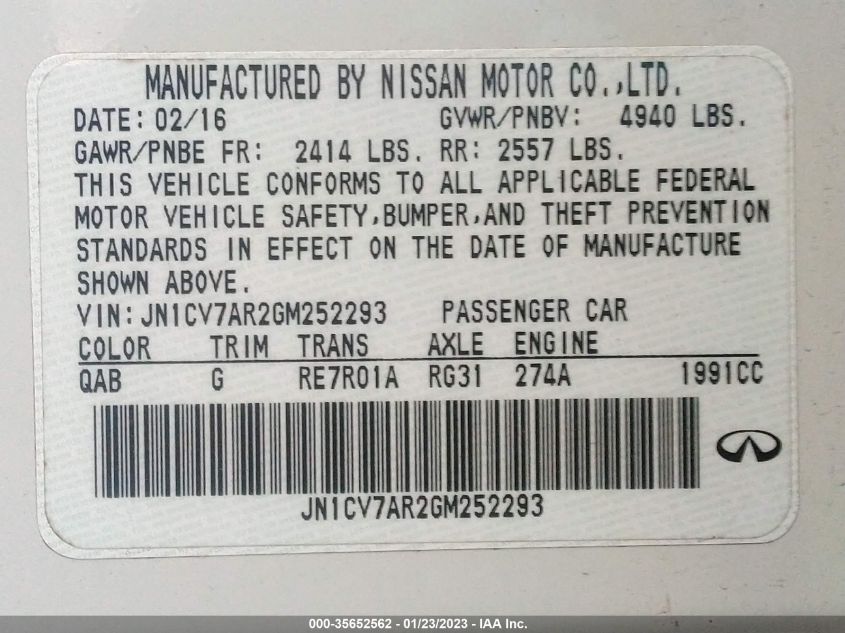 MANUFACTURED BY NISSAN MOTOR CO.,LTD.
DATE: 02/16 GVWR/PNBV: 4940 LBS.
GAWR/PNBE FR: 2414 LBS. RR: 2557 LBS.
THIS VEHICLE CONFORMS TO ALL APPLICABLE FEDERAL
MOTOR VEHICLE SAFETY,BUMPER,AND THEFT PREVENTION
STANDARDS IN EFFECT ON THE DATE OF MANUFACTURE
SHOWN ABOVE.
VIN: JN1CV7AR2GM252293 PASSENGER CAR
COLOR TRIM TRANS AXLE ENGINE
QAB G RE7R01A RG31 274A 1991CC
JN1CV7AR2GM252293
000-35652562 — 01/23/2023 — IAA Inc.